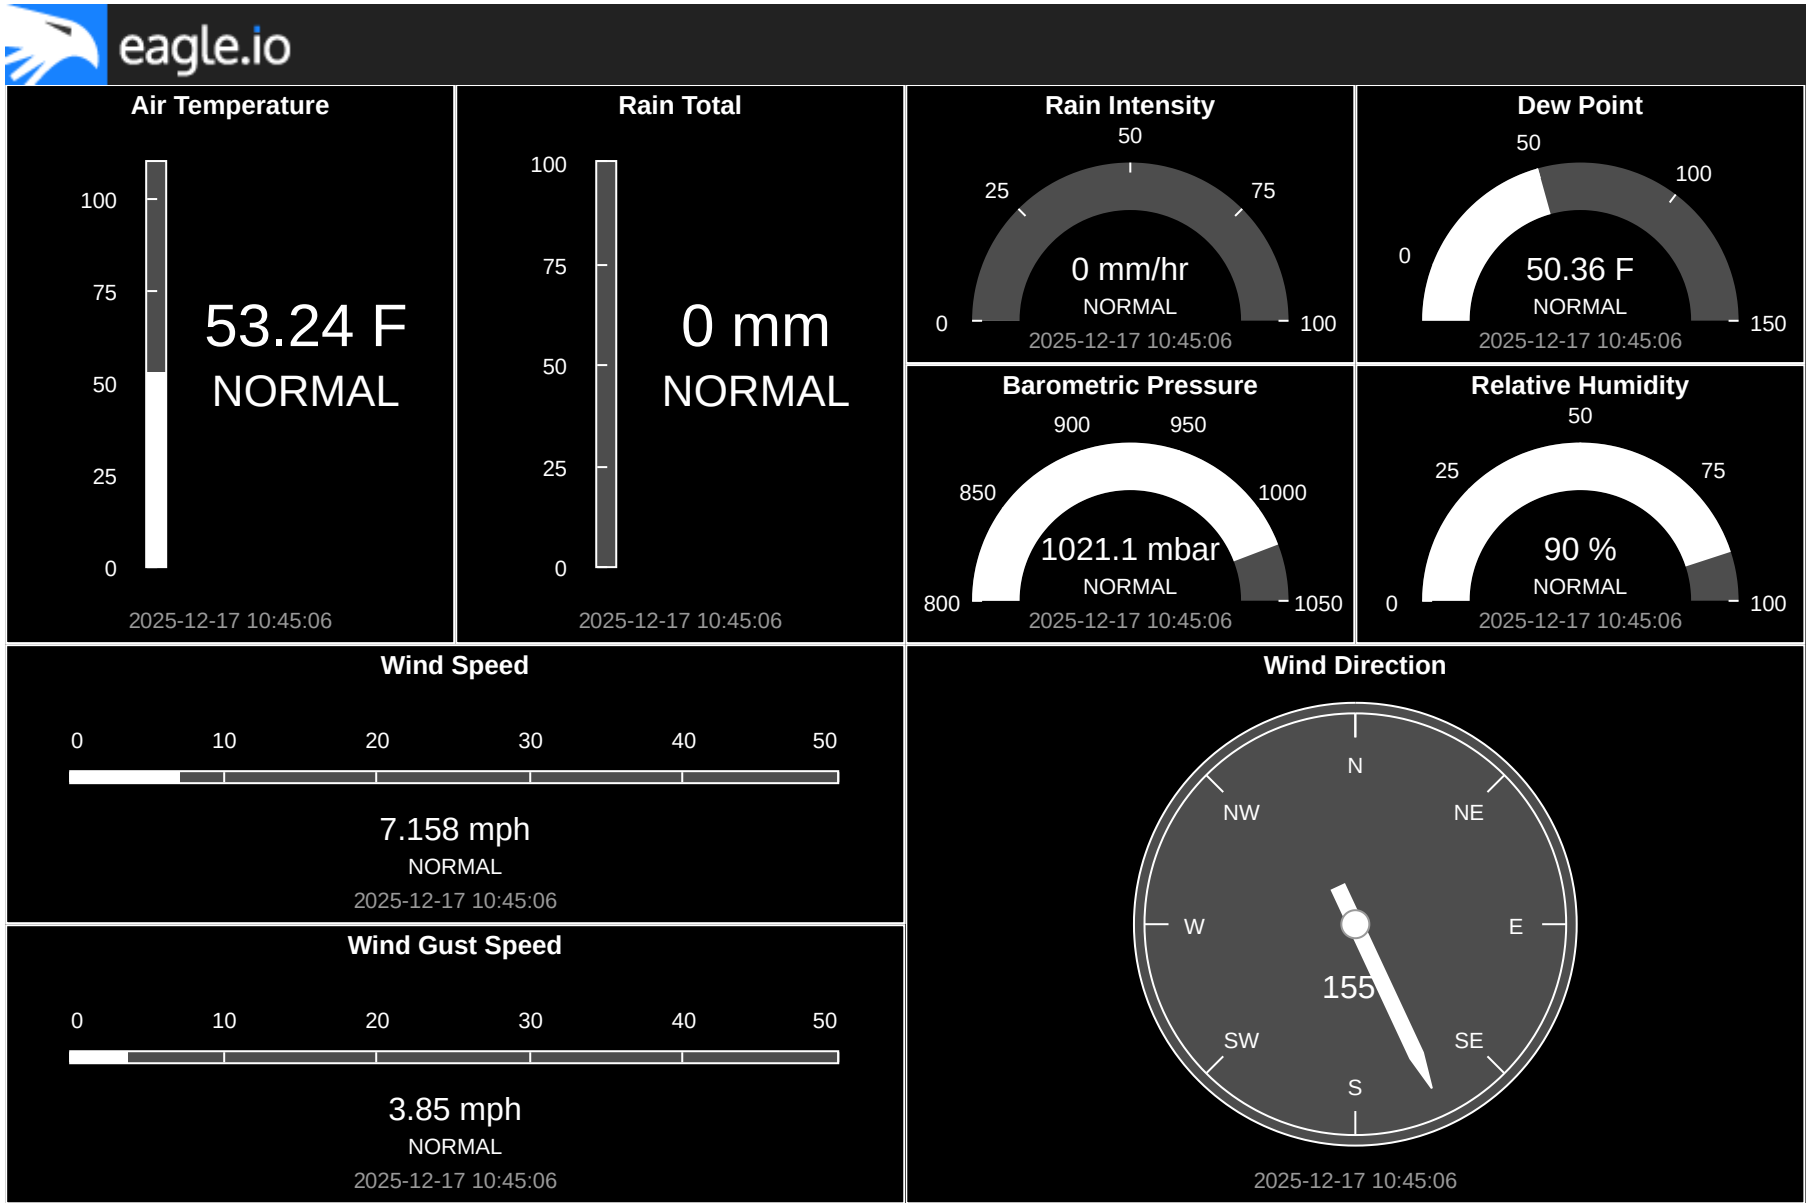 eagle.io
Air Temperature
100
75
50
25
0
53.24 F
NORMAL
2025-12-17 10:45:06
Rain Total
100
75
50
25
0
0 mm
NORMAL
2025-12-17 10:45:06
Rain Intensity
0
25
50
75
100
0 mm/hr
NORMAL
2025-12-17 10:45:06
Dew Point
0
50
100
150
50.36 F
NORMAL
2025-12-17 10:45:06
Barometric Pressure
800
850
900
950
1000
1050
1021.1 mbar
NORMAL
2025-12-17 10:45:06
Relative Humidity
0
25
50
75
100
90 %
NORMAL
2025-12-17 10:45:06
Wind Speed
0 10 20 30 40 50
7.158 mph
NORMAL
2025-12-17 10:45:06
Wind Gust Speed
0 10 20 30 40 50
3.85 mph
NORMAL
2025-12-17 10:45:06
Wind Direction
N
NW NE
W E
155
SW SE
S
2025-12-17 10:45:06